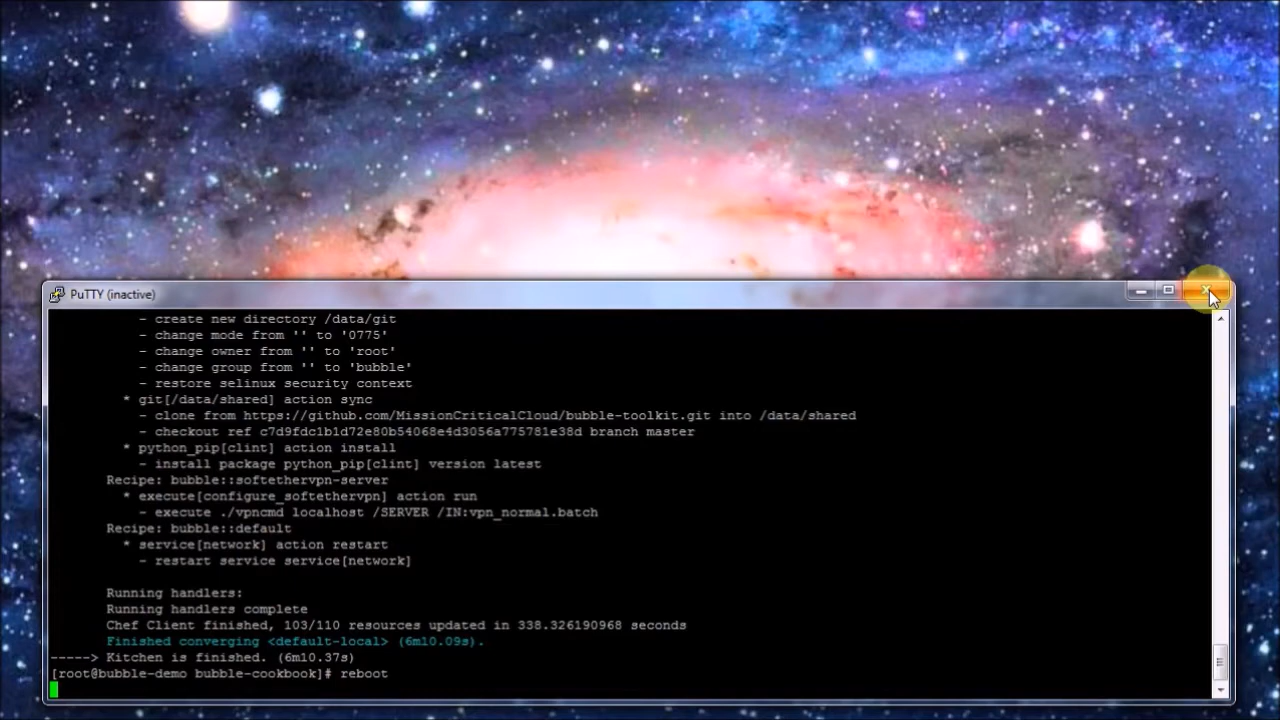 PuTTY (inactive)
- create new directory /data/git
- change mode from '' to '0775'
- change owner from '' to 'root'
- change group from '' to 'bubble'
- restore selinux security context
* git[/data/shared] action sync
- clone from https://github.com/MissionCriticalCloud/bubble-toolkit.git into /data/shared
- checkout ref c7d9fdc1b1d72e80b54068e4d3056a775781e38d branch master
* python_pip[clint] action install
- install package python_pip[clint] version latest
Recipe: bubble::softethervpn-server
* execute[configure_softethervpn] action run
- execute ./vpncmd localhost /SERVER /IN:vpn_normal.batch
Recipe: bubble::default
* service[network] action restart
- restart service service[network]
Running handlers:
Running handlers complete
Chef Client finished, 103/110 resources updated in 338.326190968 seconds
Finished converging <default-local> (6m10.09s).
-----> Kitchen is finished. (6m10.37s)
[root@bubble-demo bubble-cookbook]# reboot